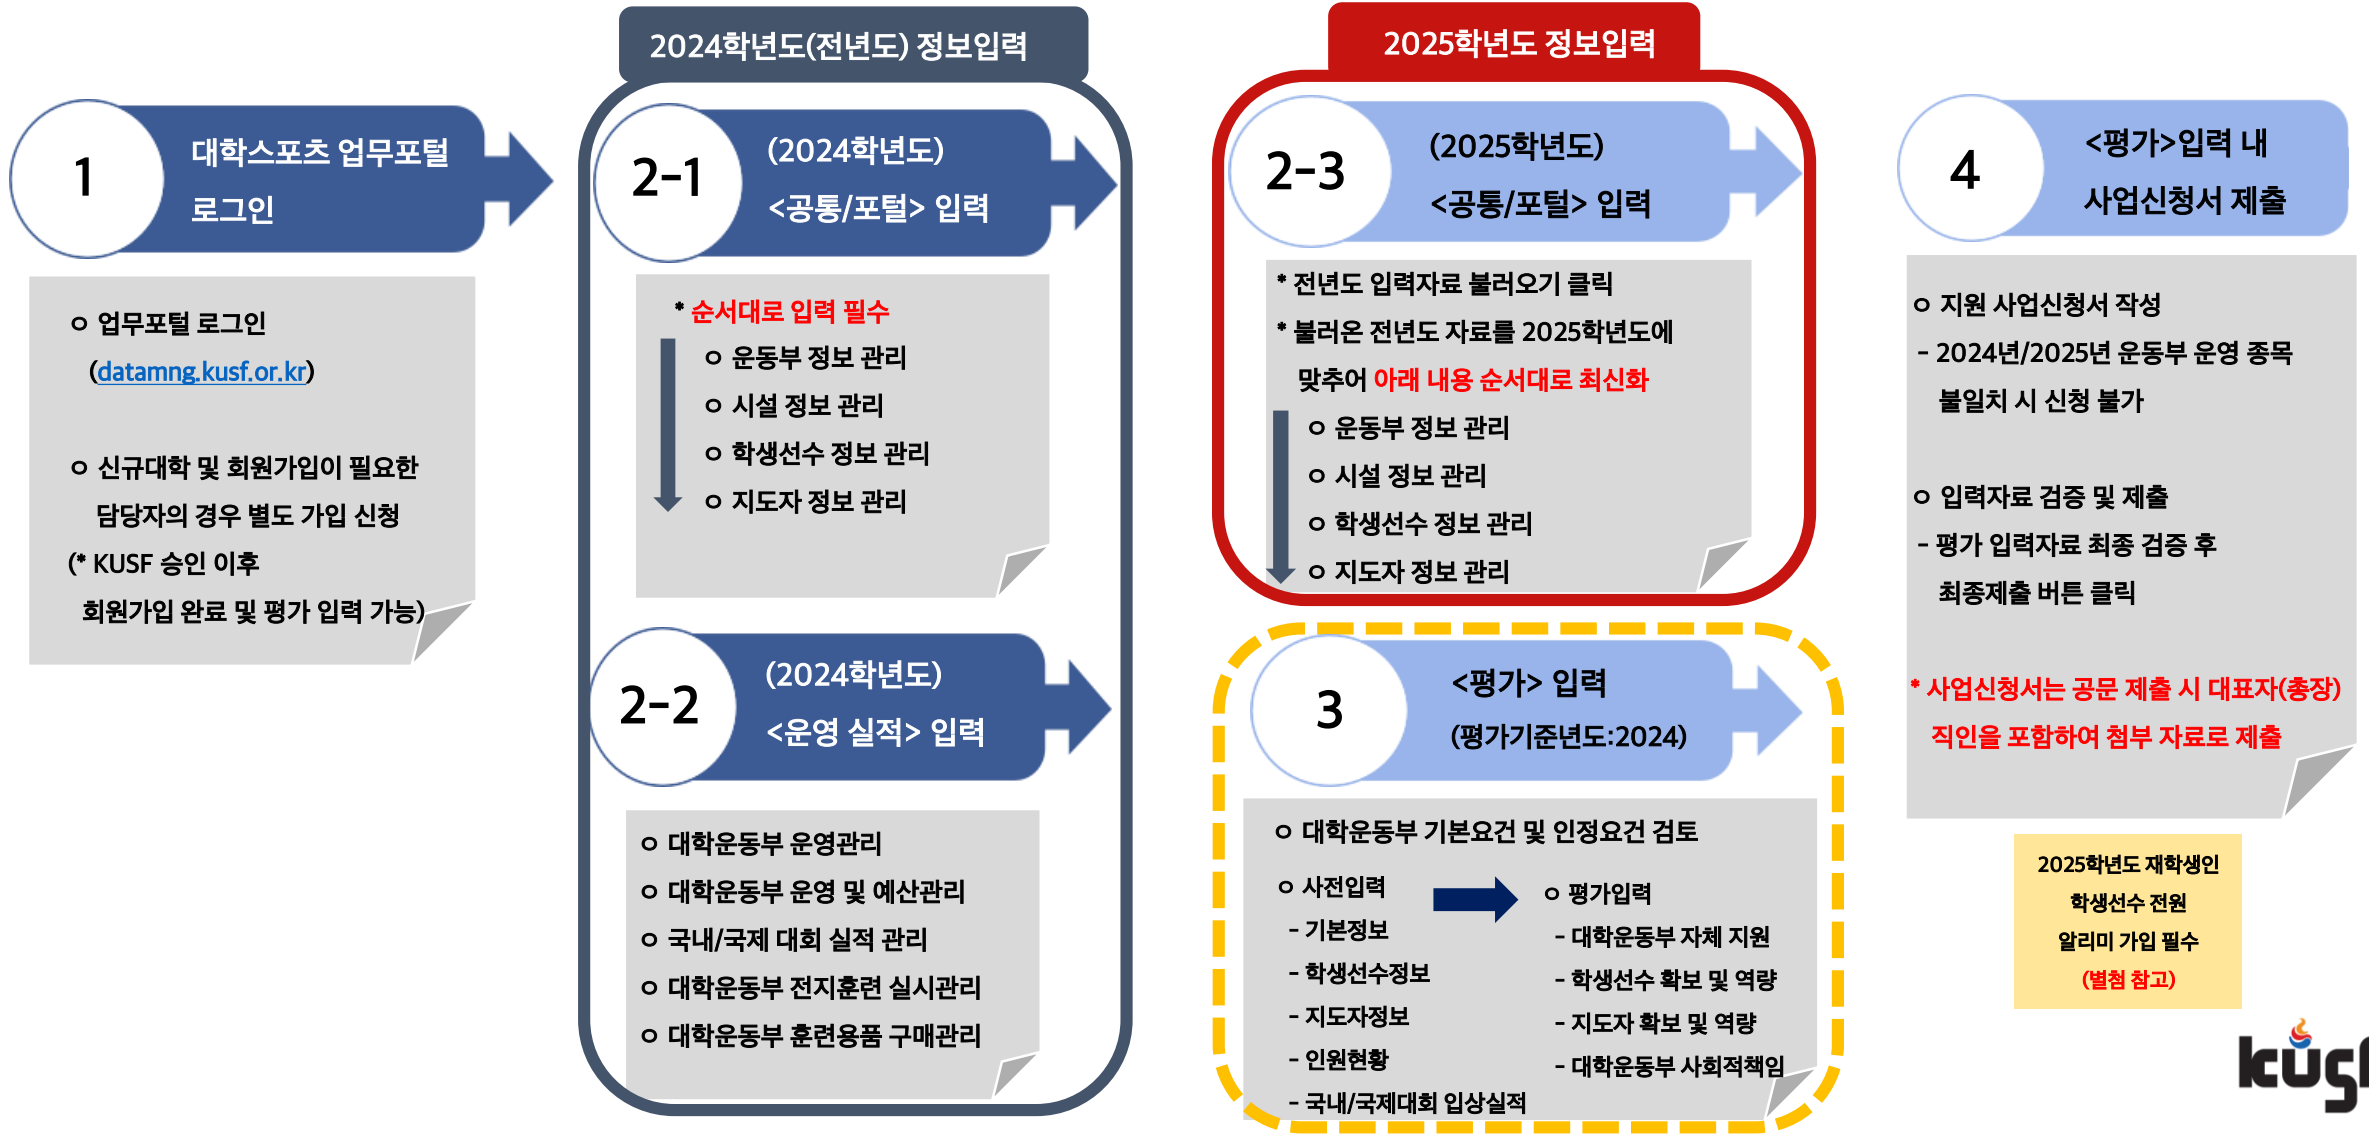 1
대학스포츠 업무포털
로그인
ㅇ 업무포털 로그인
(datamng.kusf.or.kr)
ㅇ 신규대학 및 회원가입이 필요한
담당자의 경우 별도 가입 신청
(* KUSF 승인 이후
회원가입 완료 및 평가 입력 가능)
2024학년도(전년도) 정보입력
2-1
(2024학년도)
<공통/포털> 입력
* 순서대로 입력 필수
ㅇ 운동부 정보 관리
ㅇ 시설 정보 관리
ㅇ 학생선수 정보 관리
ㅇ 지도자 정보 관리
2-2
(2024학년도)
<운영 실적> 입력
ㅇ 대학운동부 운영관리
ㅇ 대학운동부 운영 및 예산관리
ㅇ 국내/국제 대회 실적 관리
ㅇ 대학운동부 전지훈련 실시관리
ㅇ 대학운동부 훈련용품 구매관리
2025학년도 정보입력
2-3
(2025학년도)
<공통/포털> 입력
* 전년도 입력자료 불러오기 클릭
* 불러온 전년도 자료를 2025학년도에
맞추어 아래 내용 순서대로 최신화
ㅇ 운동부 정보 관리
ㅇ 시설 정보 관리
ㅇ 학생선수 정보 관리
ㅇ 지도자 정보 관리
3
<평가> 입력
(평가기준년도:2024)
ㅇ 대학운동부 기본요건 및 인정요건 검토
ㅇ 사전입력
- 기본정보
- 학생선수정보
- 지도자정보
- 인원현황
- 국내/국제대회 입상실적
ㅇ 평가입력
- 대학운동부 자체 지원
- 학생선수 확보 및 역량
- 지도자 확보 및 역량
- 대학운동부 사회적책임
4
<평가>입력 내
사업신청서 제출
ㅇ 지원 사업신청서 작성
- 2024년/2025년 운동부 운영 종목
불일치 시 신청 불가
ㅇ 입력자료 검증 및 제출
- 평가 입력자료 최종 검증 후
최종제출 버튼 클릭
* 사업신청서는 공문 제출 시 대표자(총장)
직인을 포함하여 첨부 자료로 제출
2025학년도 재학생인
학생선수 전원
알리미 가입 필수
(별첨 참고)
kusf